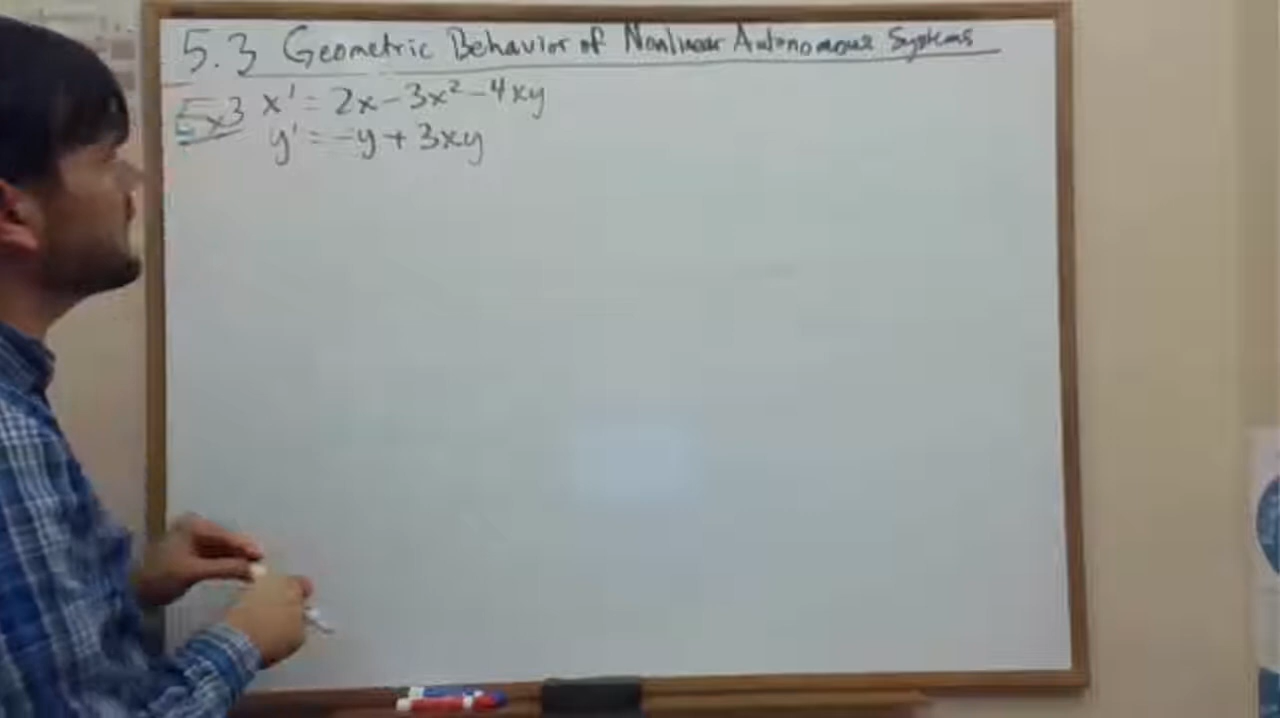 5.3 Geometric Behavior of Nonlinear Autonomous Systems
Ex3 x' = 2x - 3x² - 4xy
y' = -y + 3xy